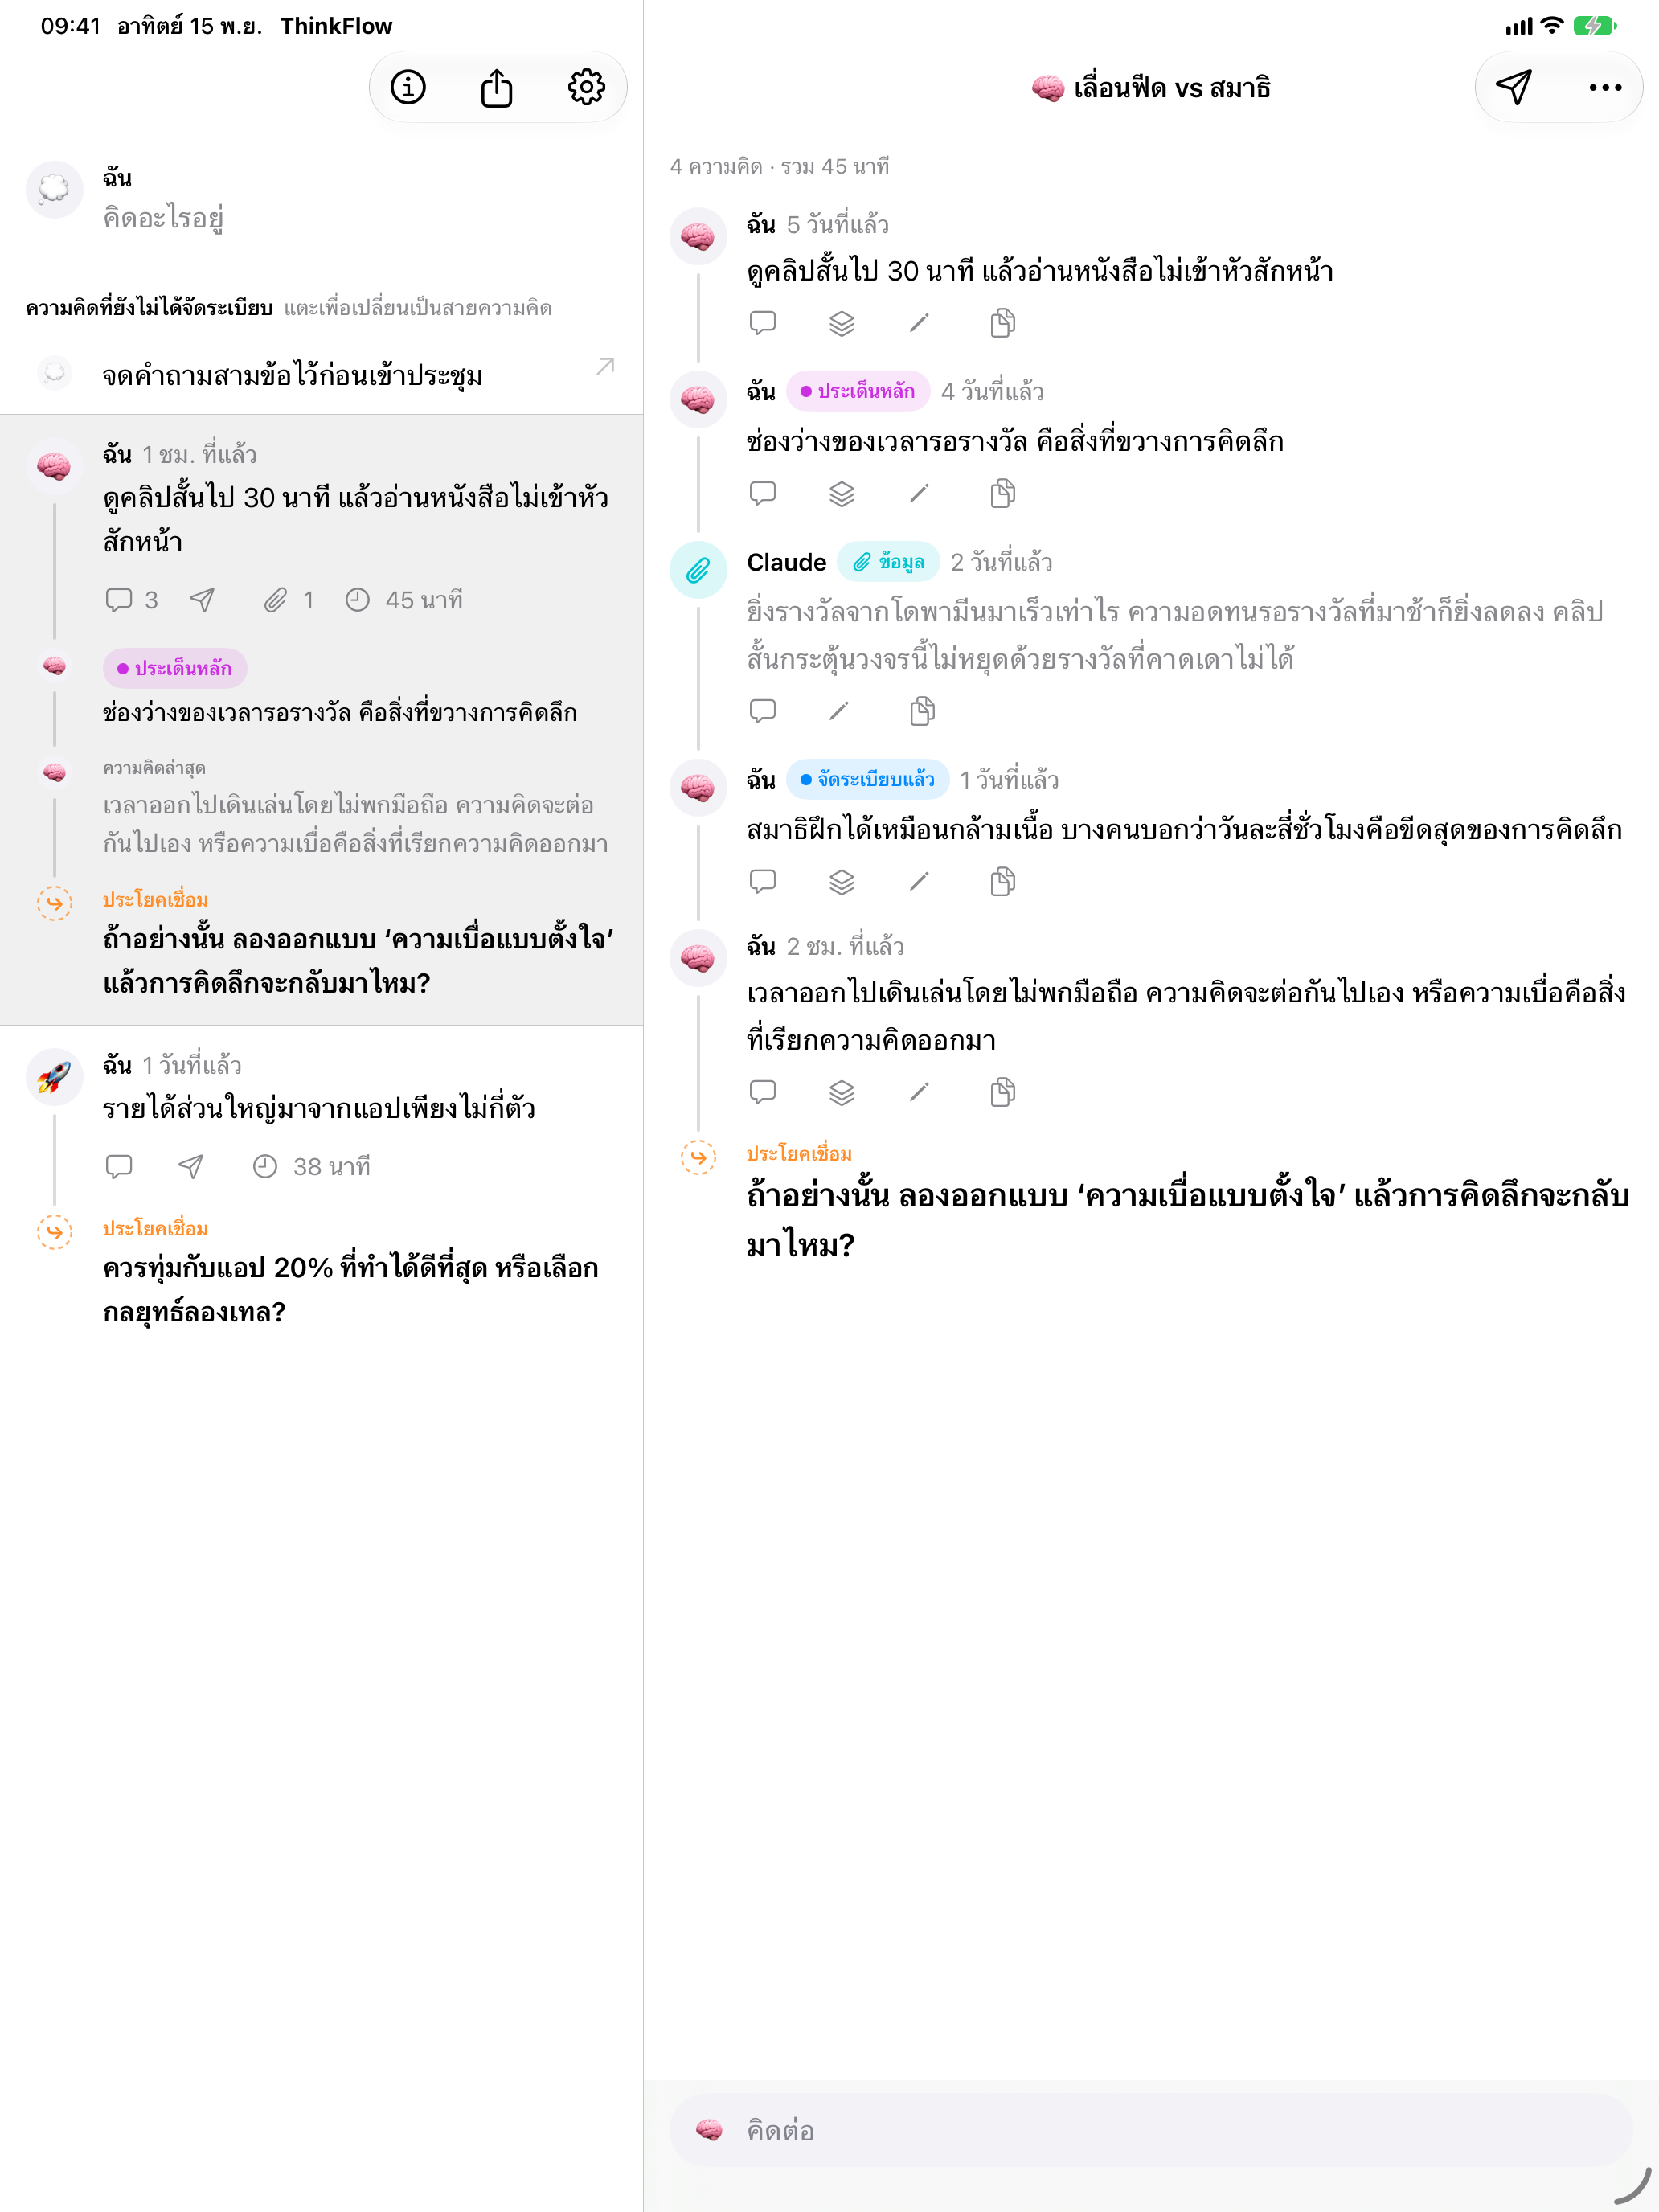 09:41 อาทิตย์ 15 พ.ย. ThinkFlow
ฉัน
คิดอะไรอยู่
ความคิดที่ยังไม่ได้จัดระเบียบ แตะเพื่อเปลี่ยนเป็นสายความคิด
จดคำถามสามข้อไว้ก่อนเข้าประชุม
ฉัน 1 ชม. ที่แล้ว
ดูคลิปสั้นไป 30 นาที แล้วอ่านหนังสือไม่เข้าหัว
สักหน้า
3 1 45 นาที
ประเด็นหลัก
ช่องว่างของเวลารอรางวัล คือสิ่งที่ขวางการคิดลึก
ความคิดล่าสุด
เวลาออกไปเดินเล่นโดยไม่พกมือถือ ความคิดจะต่อ
กันไปเอง หรือความเบื่อคือสิ่งที่เรียกความคิดออกมา
ประโยคเชื่อม
ถ้าอย่างนั้น ลองออกแบบ ‘ความเบื่อแบบตั้งใจ’
แล้วการคิดลึกจะกลับมาไหม?
ฉัน 1 วันที่แล้ว
รายได้ส่วนใหญ่มาจากแอปเพียงไม่กี่ตัว
38 นาที
ประโยคเชื่อม
ควรทุ่มกับแอป 20% ที่ทำได้ดีที่สุด หรือเลือก
กลยุทธ์ลองเทล?
เลื่อนฟีด vs สมาธิ
4 ความคิด · รวม 45 นาที
ฉัน 5 วันที่แล้ว
ดูคลิปสั้นไป 30 นาที แล้วอ่านหนังสือไม่เข้าหัวสักหน้า
ฉัน ประเด็นหลัก 4 วันที่แล้ว
ช่องว่างของเวลารอรางวัล คือสิ่งที่ขวางการคิดลึก
Claude ข้อมูล 2 วันที่แล้ว
ยิ่งรางวัลจากโดพามีนมาเร็วเท่าไร ความอดทนรอรางวัลที่มาช้าก็ยิ่งลดลง คลิป
สั้นกระตุ้นวงจรนี้ไม่หยุดด้วยรางวัลที่คาดเดาไม่ได้
ฉัน จัดระเบียบแล้ว 1 วันที่แล้ว
สมาธิฝึกได้เหมือนกล้ามเนื้อ บางคนบอกว่าวันละสี่ชั่วโมงคือขีดสุดของการคิดลึก
ฉัน 2 ชม. ที่แล้ว
เวลาออกไปเดินเล่นโดยไม่พกมือถือ ความคิดจะต่อกันไปเอง หรือความเบื่อคือสิ่ง
ที่เรียกความคิดออกมา
ประโยคเชื่อม
ถ้าอย่างนั้น ลองออกแบบ ‘ความเบื่อแบบตั้งใจ’ แล้วการคิดลึกจะกลับ
มาไหม?
คิดต่อ